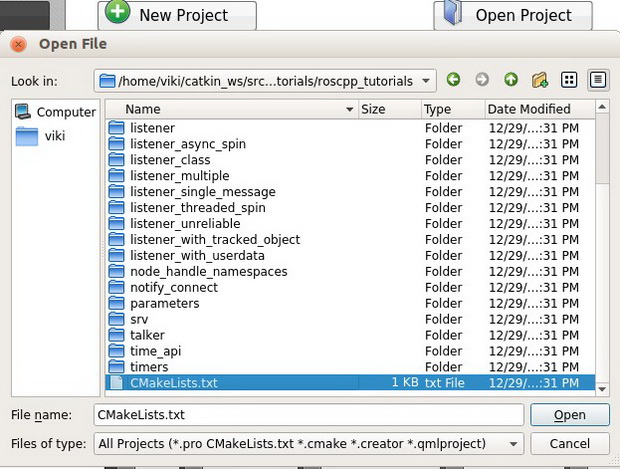 New Project
Open Project
Open File
Look in: /home/viki/catkin_ws/src...torials/roscpp_tutorials
Computer
viki
Name Size Type Date Modified
listener Folder 12/29/...:31 PM
listener_async_spin Folder 12/29/...:31 PM
listener_class Folder 12/29/...:31 PM
listener_multiple Folder 12/29/...:31 PM
listener_single_message Folder 12/29/...:31 PM
listener_threaded_spin Folder 12/29/...:31 PM
listener_unreliable Folder 12/29/...:31 PM
listener_with_tracked_object Folder 12/29/...:31 PM
listener_with_userdata Folder 12/29/...:31 PM
node_handle_namespaces Folder 12/29/...:31 PM
notify_connect Folder 12/29/...:31 PM
parameters Folder 12/29/...:31 PM
srv Folder 12/29/...:31 PM
talker Folder 12/29/...:31 PM
time_api Folder 12/29/...:31 PM
timers Folder 12/29/...:31 PM
CMakeLists.txt 1 KB txt File 12/29/...:31 PM
File name: CMakeLists.txt Open
Files of type: All Projects (*.pro CMakeLists.txt *.cmake *.creator *.qmlproject) Cancel